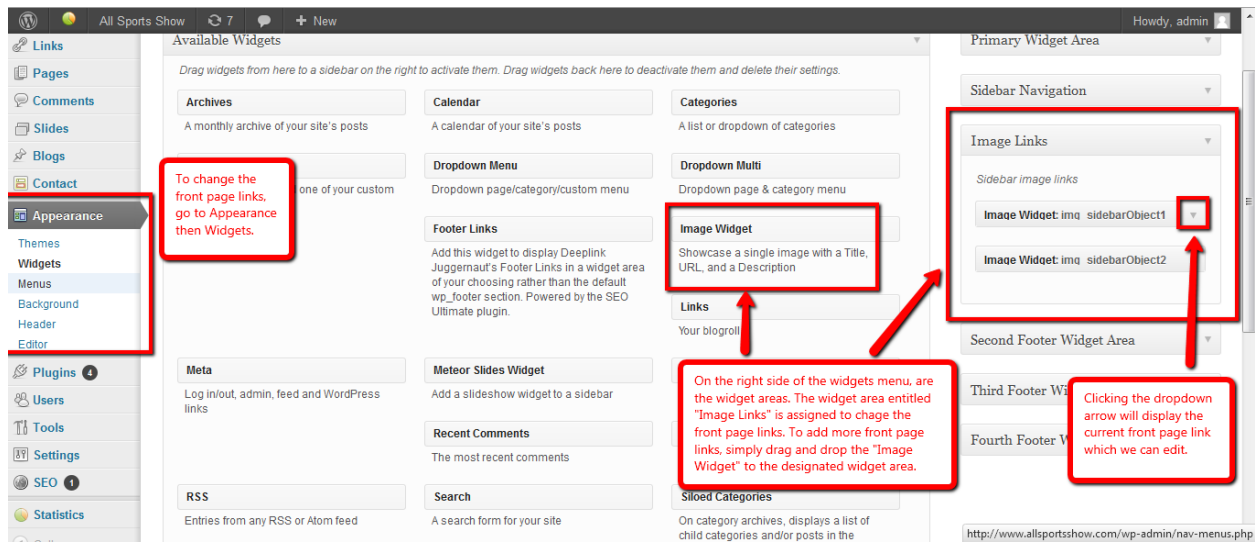 All Sports Show 7 + New Howdy, admin
Links
Pages
Comments
Slides
Blogs
Contact
Appearance
Themes
Widgets
Menus
Background
Header
Editor
Plugins 4
Users
Tools
Settings
SEO 1
Statistics
Available Widgets
Drag widgets from here to a sidebar on the right to activate them. Drag widgets back here to deactivate them and delete their settings.
Archives
A monthly archive of your site's posts
Calendar
A calendar of your site's posts
Categories
A list or dropdown of categories
one of your custom
Dropdown Menu
Dropdown page/category/custom menu
Dropdown Multi
Dropdown page & category menu
To change the
front page links,
go to Appearance
then Widgets.
Footer Links
Add this widget to display Deeplink
Juggernaut's Footer Links in a widget area
of your choosing rather than the default
wp_footer section. Powered by the SEO
Ultimate plugin.
Image Widget
Showcase a single image with a Title,
URL, and a Description
Links
Your blogroll
Meta
Log in/out, admin, feed and WordPress
links
Meteor Slides Widget
Add a slideshow widget to a sidebar
Recent Comments
The most recent comments
On the right side of the widgets menu, are
the widget areas. The widget area entitled
"Image Links" is assigned to chage the
front page links. To add more front page
links, simply drag and drop the "Image
Widget" to the designated widget area.
RSS
Entries from any RSS or Atom feed
Search
A search form for your site
Siloed Categories
On category archives, displays a list of
child categories and/or posts in the
Primary Widget Area
Sidebar Navigation
Image Links
Sidebar image links
Image Widget: img_sidebarObject1
Image Widget: img_sidebarObject2
Second Footer Widget Area
Third Footer
Fourth Footer
Clicking the dropdown
arrow will display the
current front page link
which we can edit.
http://www.allsportsshow.com/wp-admin/nav-menus.php